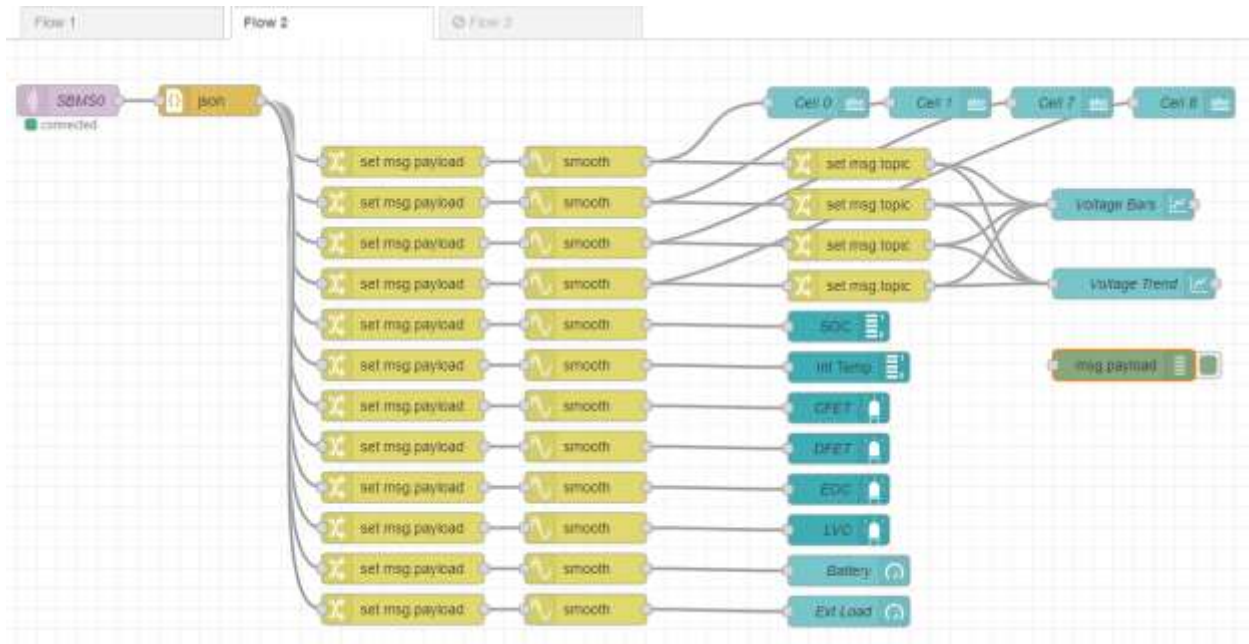 Flow 1 Flow 2 Flow 3
SBMS0 json Cell 0 Cell 1 Cell 7 Cell 8
connected
set msg.payload smooth set msg.topic
set msg.payload smooth set msg.topic Voltage Bars
set msg.payload smooth set msg.topic
set msg.payload smooth set msg.topic Voltage Trend
set msg.payload smooth SOC
set msg.payload smooth Int Temp msg.payload
set msg.payload smooth CFET
set msg.payload smooth DFET
set msg.payload smooth EOC
set msg.payload smooth LVC
set msg.payload smooth Battery
set msg.payload smooth Ext Load